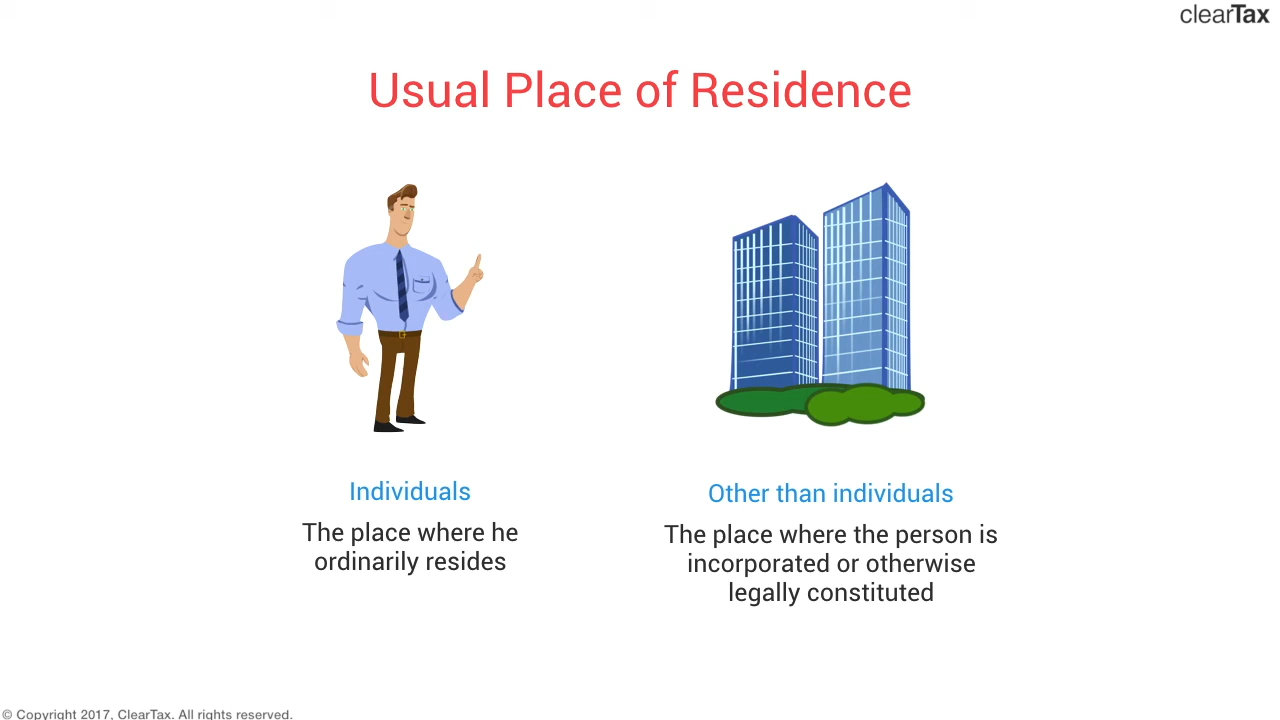 clearTax
Usual Place of Residence
Individuals
The place where he
ordinarily resides
Other than individuals
The place where the person is
incorporated or otherwise
legally constituted
© Copyright 2017, ClearTax. All rights reserved.